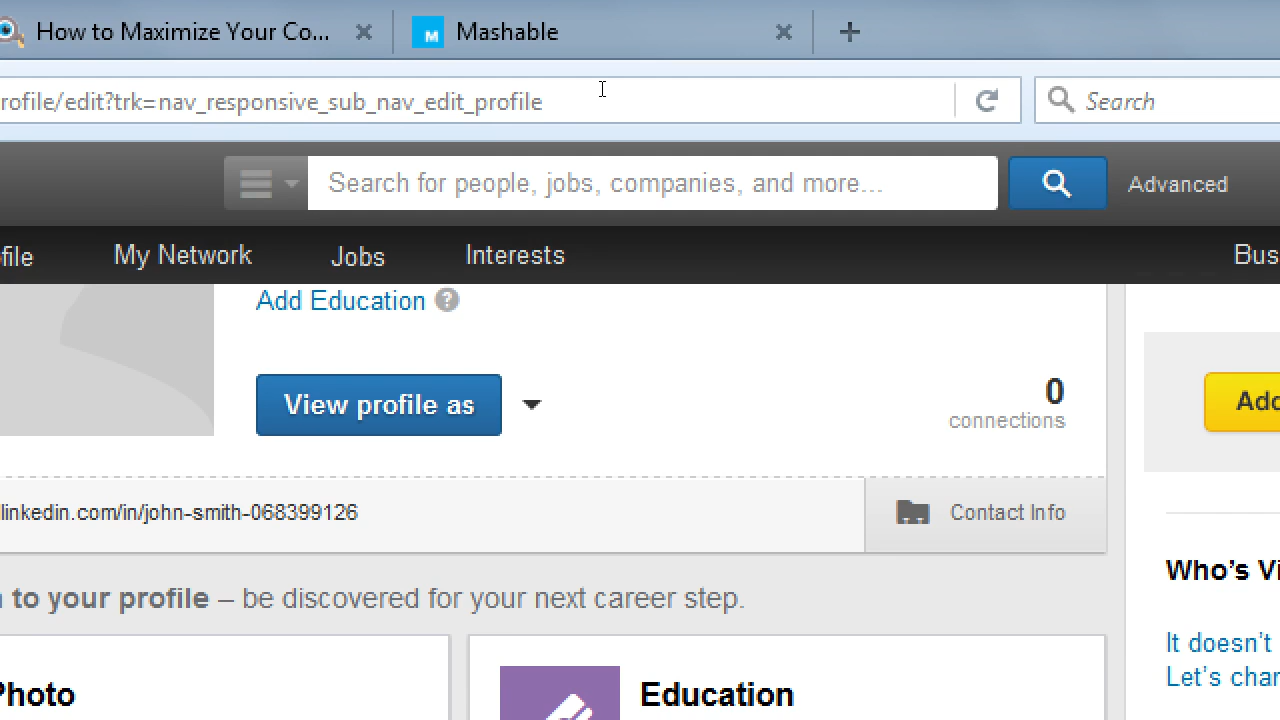 How to Maximize Your Co...
Mashable
rofile/edit?trk=nav_responsive_sub_nav_edit_profile
Search
Search for people, jobs, companies, and more...
Advanced
file
My Network
Jobs
Interests
Bus
Add Education ?
View profile as
0
connections
linkedin.com/in/john-smith-068399126
Contact Info
to your profile – be discovered for your next career step.
Who's Vi
It doesn't
Let's char
Photo
Education
Add